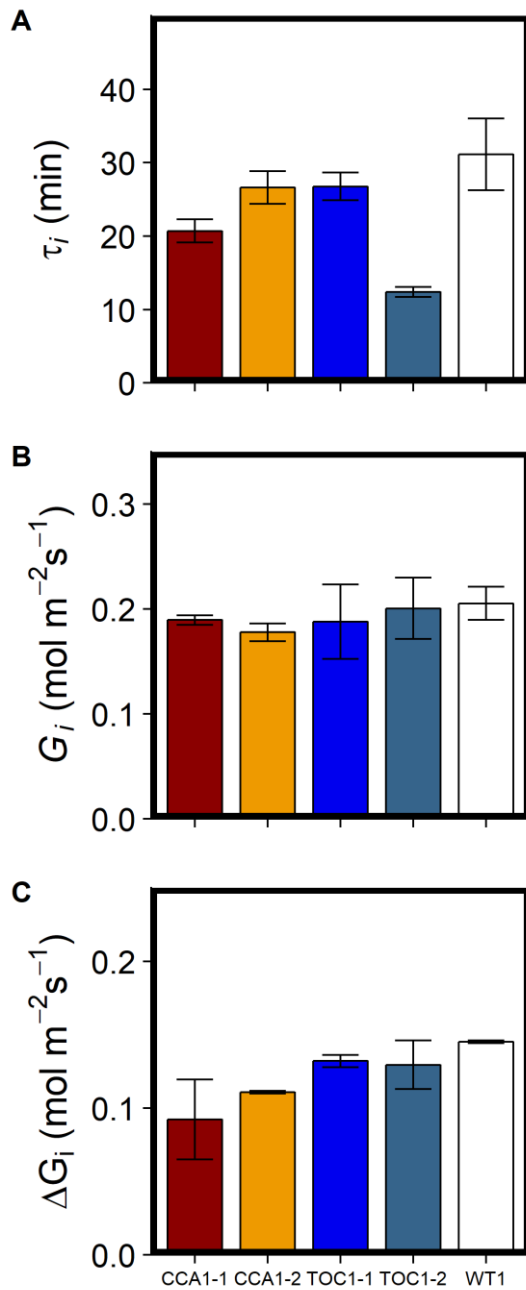 A
τi (min)
40
30
20
10
0
B
Gi (mol m−2s−1)
0.3
0.2
0.1
0.0
C
ΔGi (mol m−2s−1)
0.2
0.1
0.0
CCA1-1 CCA1-2 TOC1-1 TOC1-2 WT1